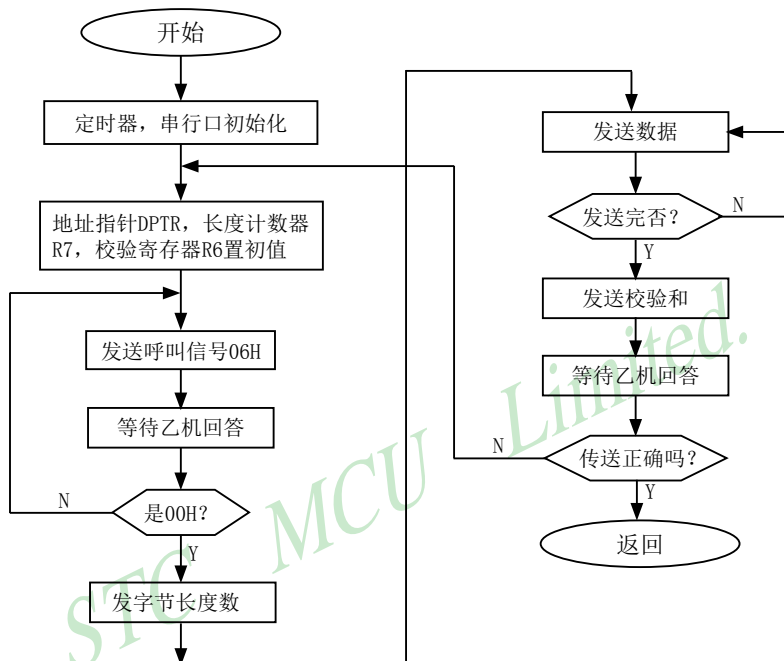 开始
定时器，串行口初始化
地址指针DPTR，长度计数器
R7，校验寄存器R6置初值
发送呼叫信号06H
等待乙机回答
是00H？
N
Y
发字节长度数
发送数据
发送完否？
N
Y
发送校验和
等待乙机回答
传送正确吗？
N
Y
返回
STC MCU Limited.